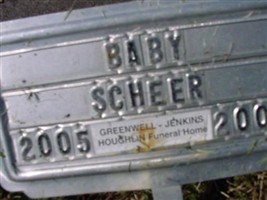 BABY
SCHEER
2005 GREENWELL - JENKINS 200
HOUGHLIN Funeral Home